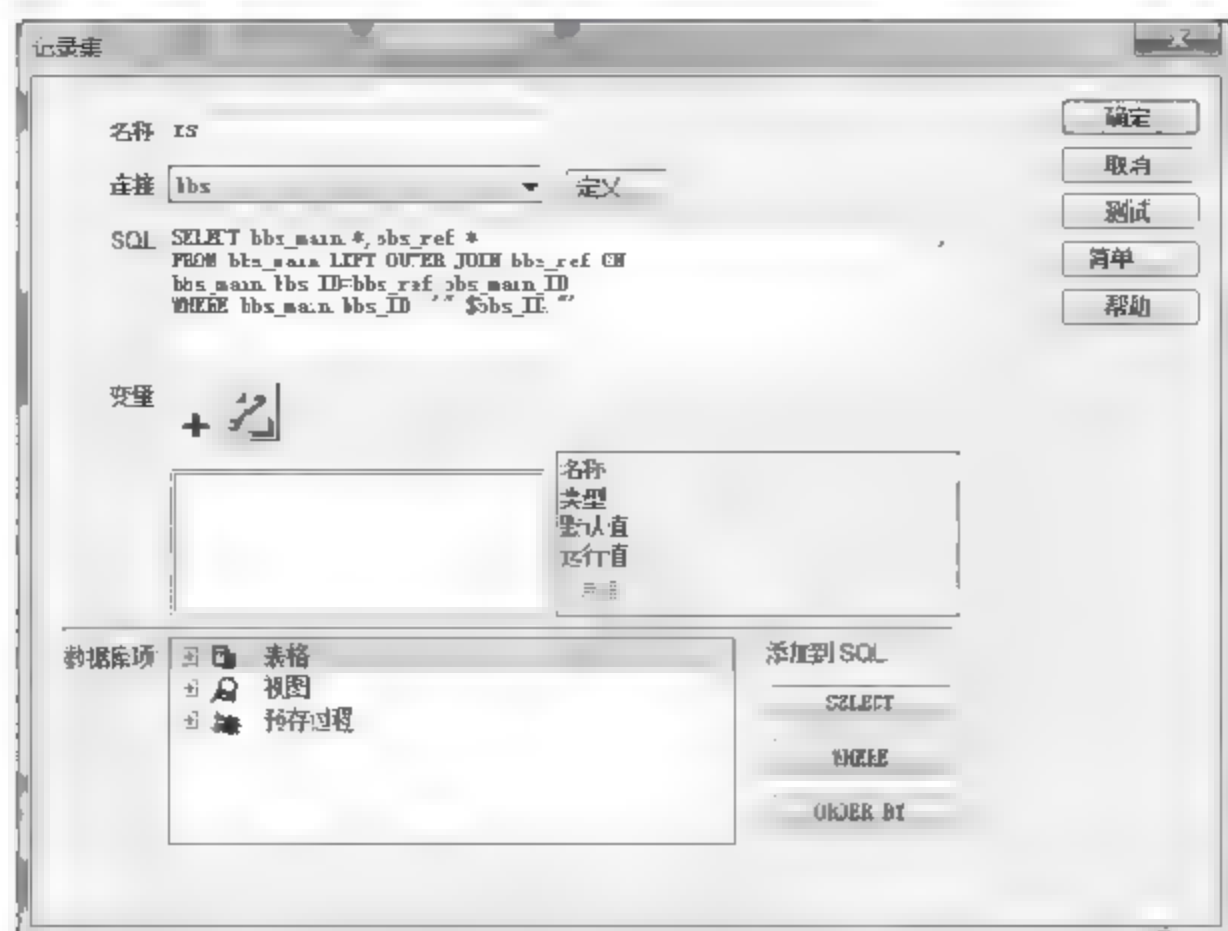 记录集
名称
确定
连接 bbs 定义
取消
SQL SELECT bbs_main.*,bbs_ref.*
测试
FROM bbs_main LEFT OUTER JOIN bbs_ref ON
简单
bbs_main.bbs_ID=bbs_ref.bbs_main_ID
WHERE bbs_main.bbs_ID
帮助
变量
名称
类型
默认值
运行值
数据库项 表格
视图
预存过程
添加到 SQL
SELECT
WHERE
ORDER BY